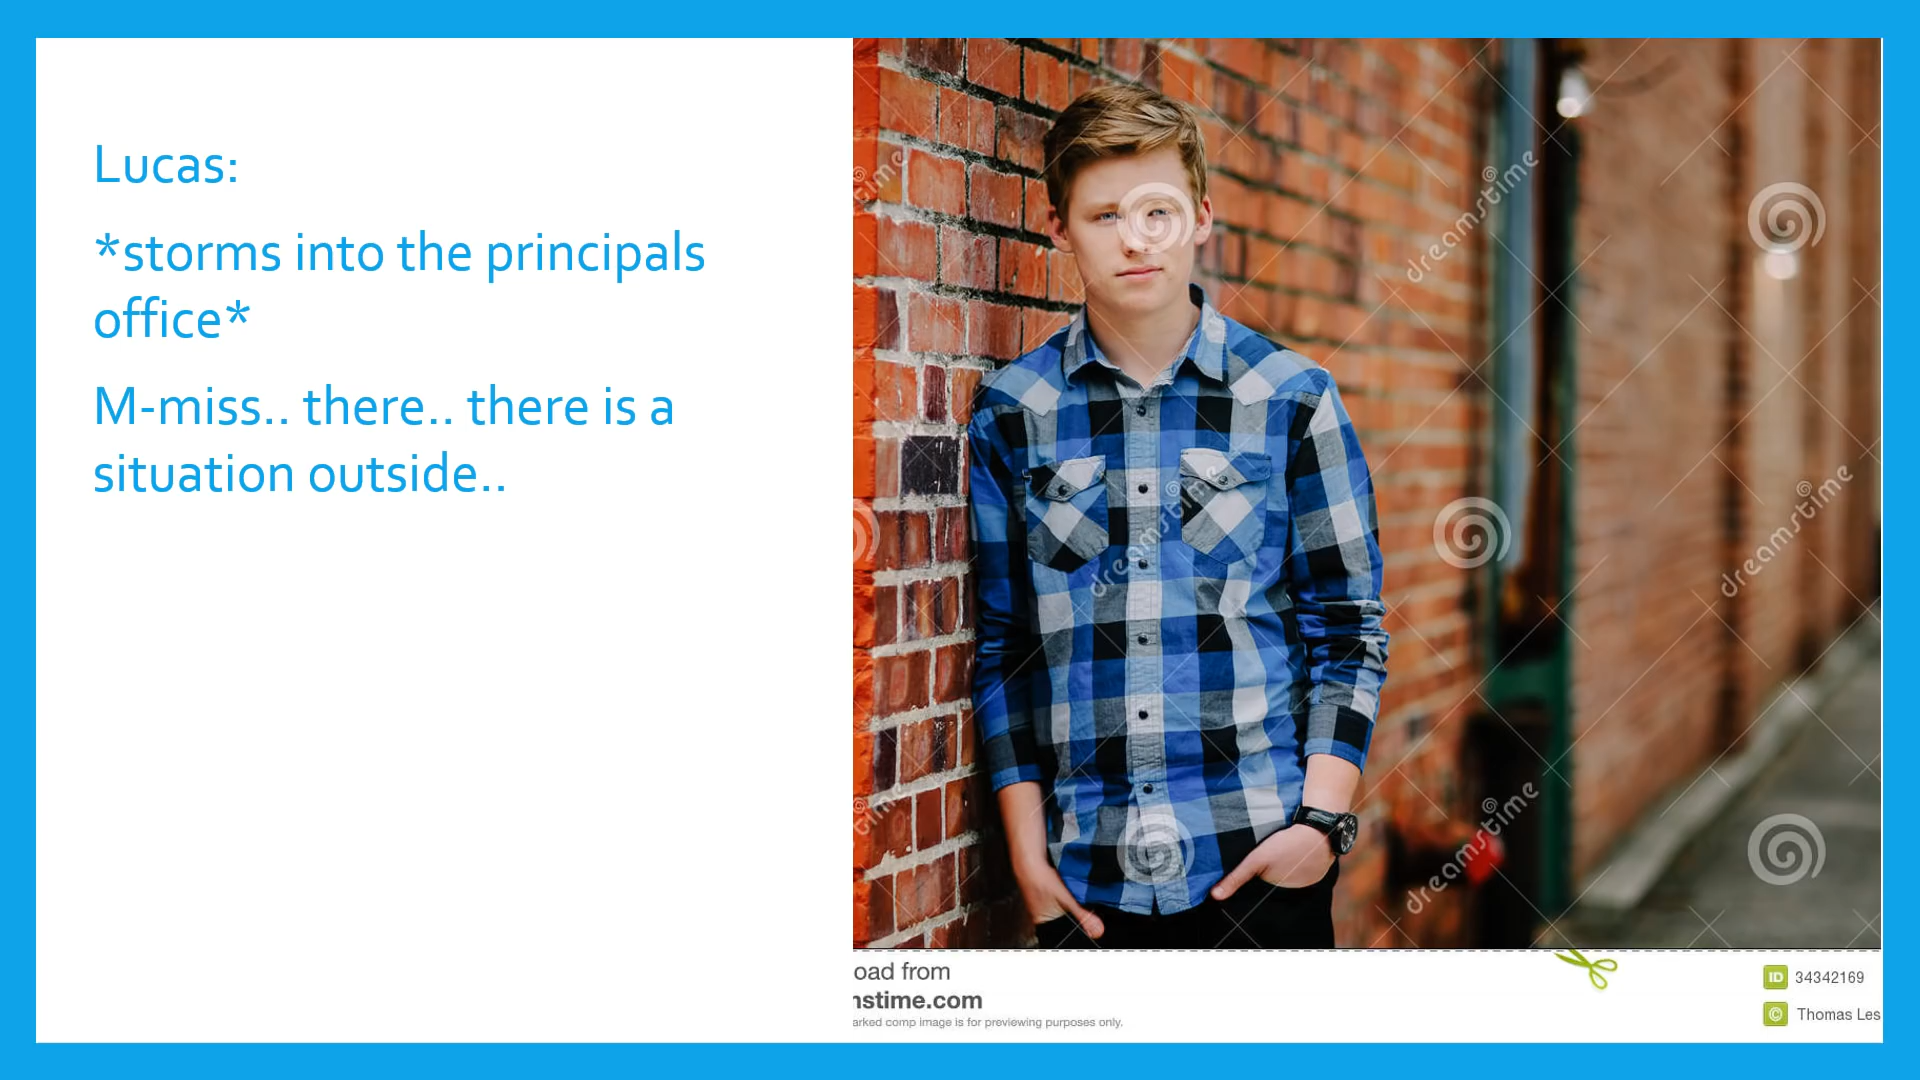 Lucas:
*storms into the principals
office*
M-miss.. there.. there is a
situation outside..
dreamstime
dreamstime
dreamstime
dreamstime
oad from
stime.com
arked comp image is for previewing purposes only.
ID 34342169
© Thomas Les